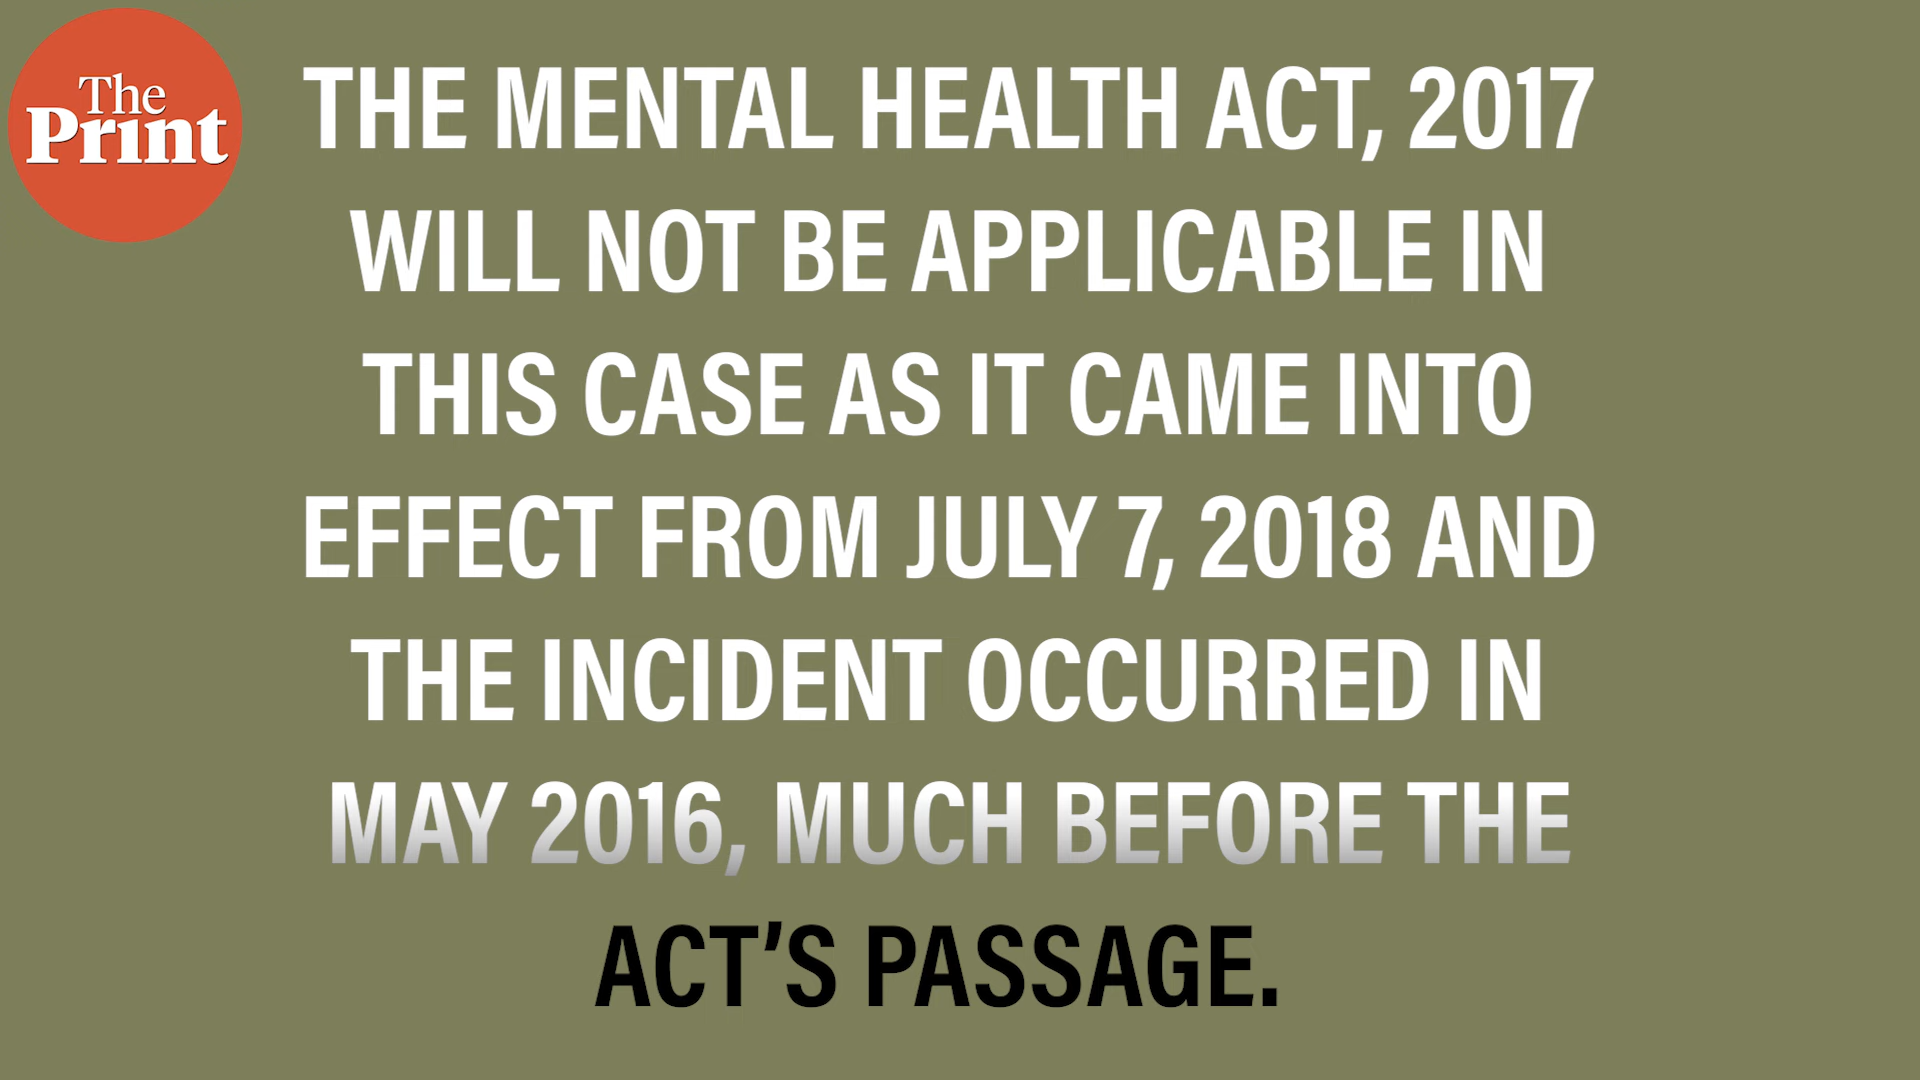 The
Print
THE MENTAL HEALTH ACT, 2017
WILL NOT BE APPLICABLE IN
THIS CASE AS IT CAME INTO
EFFECT FROM JULY 7, 2018 AND
THE INCIDENT OCCURRED IN
MAY 2016, MUCH BEFORE THE
ACT’S PASSAGE.